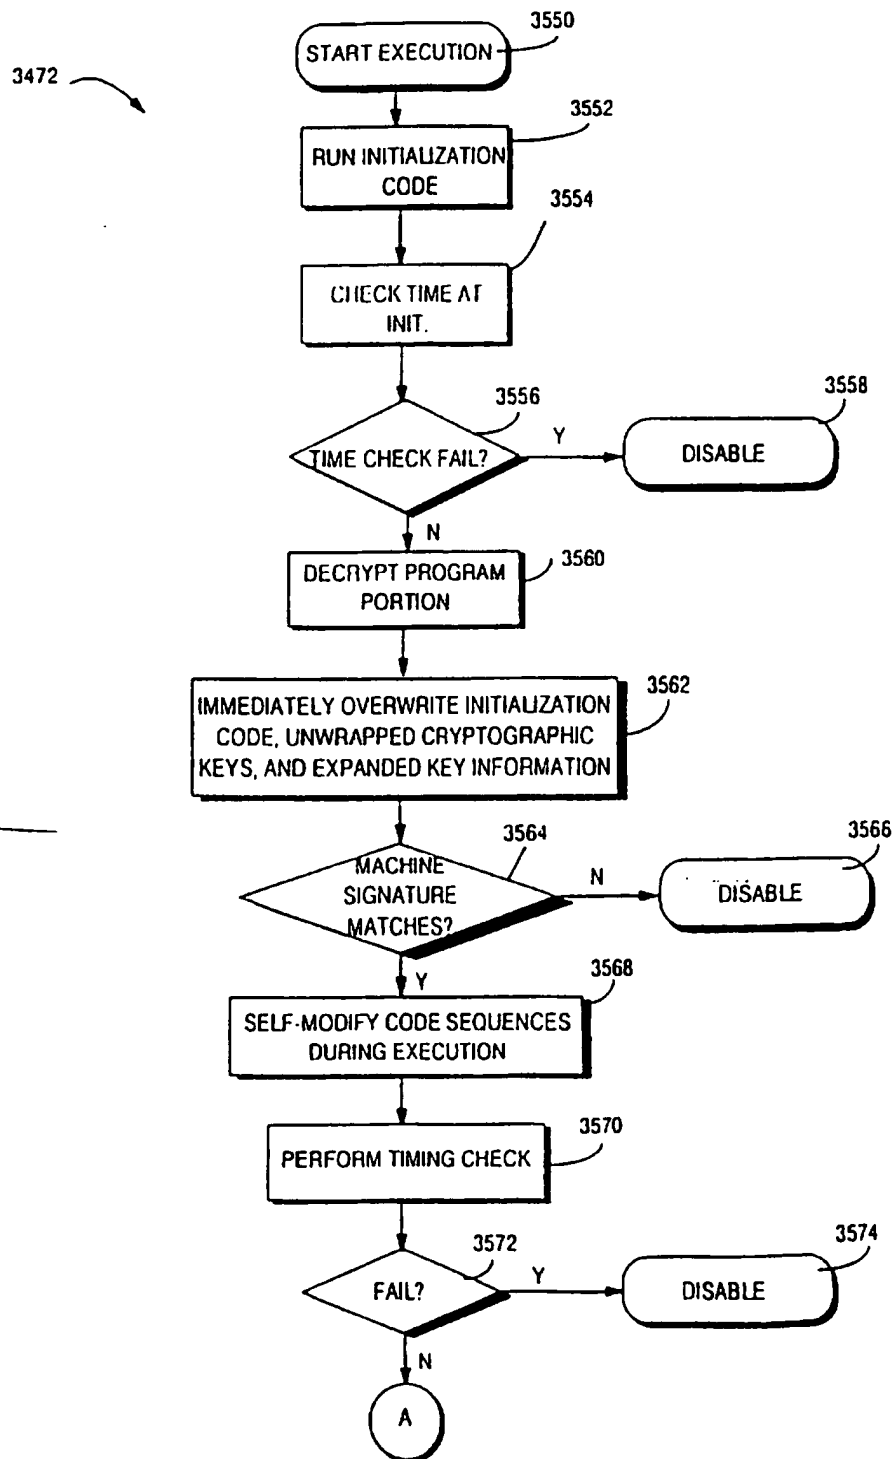 3550
START EXECUTION
3472
3552
RUN INITIALIZATION
CODE
3554
CHECK TIME AT
INIT.
3556
TIME CHECK FAIL?
Y
3558
DISABLE
N
DECRYPT PROGRAM
PORTION
3560
IMMEDIATELY OVERWRITE INITIALIZATION
CODE, UNWRAPPED CRYPTOGRAPHIC
KEYS, AND EXPANDED KEY INFORMATION
3562
3564
MACHINE
SIGNATURE
MATCHES?
N
3566
DISABLE
Y
3568
SELF-MODIFY CODE SEQUENCES
DURING EXECUTION
3570
PERFORM TIMING CHECK
3572
FAIL?
Y
3574
DISABLE
N
A